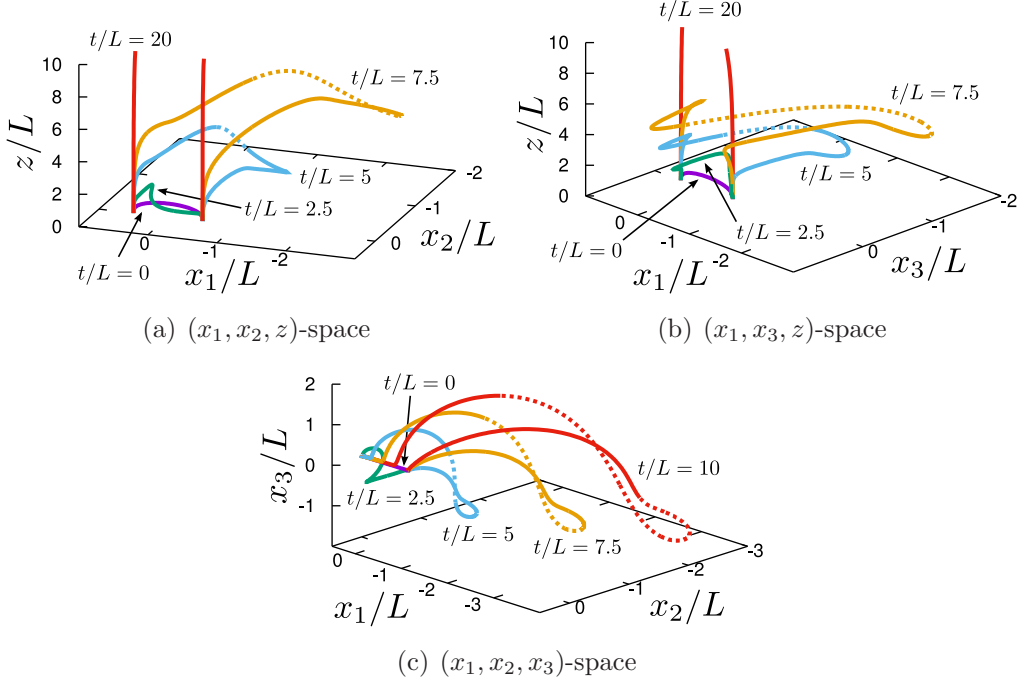 t/L = 20
10
8
6
4
2
0
z/L
t/L = 7.5
t/L = 5
t/L = 2.5
t/L = 0
0
-1
-2
x₁/L
0
-1
-2
x₂/L
(a) (x₁, x₂, z)-space
t/L = 20
10
8
6
4
2
0
z/L
t/L = 7.5
t/L = 5
t/L = 2.5
t/L = 0
0
-1
-2
x₁/L
0
-1
-2
x₃/L
(b) (x₁, x₃, z)-space
t/L = 0
2
1
0
-1
x₃/L
t/L = 2.5
t/L = 5
t/L = 7.5
t/L = 10
0
-1
-2
-3
x₁/L
0
-1
-2
-3
x₂/L
(c) (x₁, x₂, x₃)-space